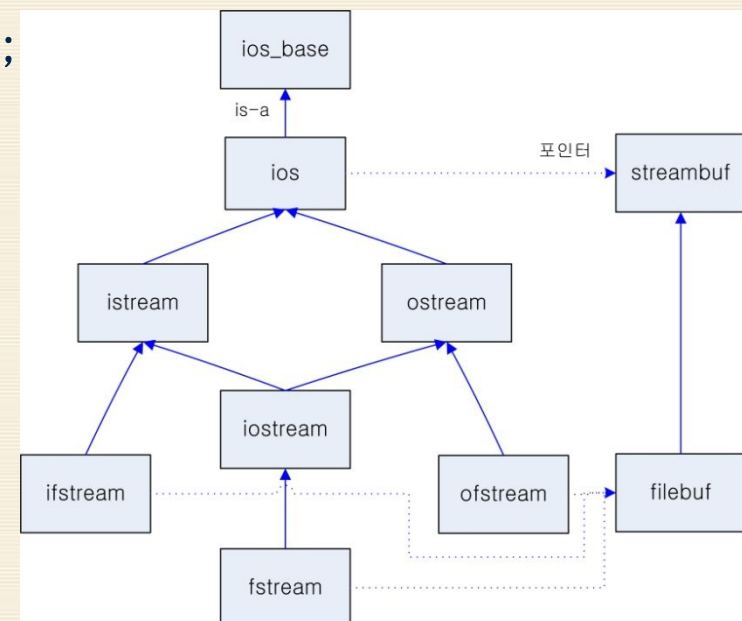 ;
ios_base
is-a
ios
포인터
streambuf
istream
ostream
iostream
ifstream
ofstream
filebuf
fstream